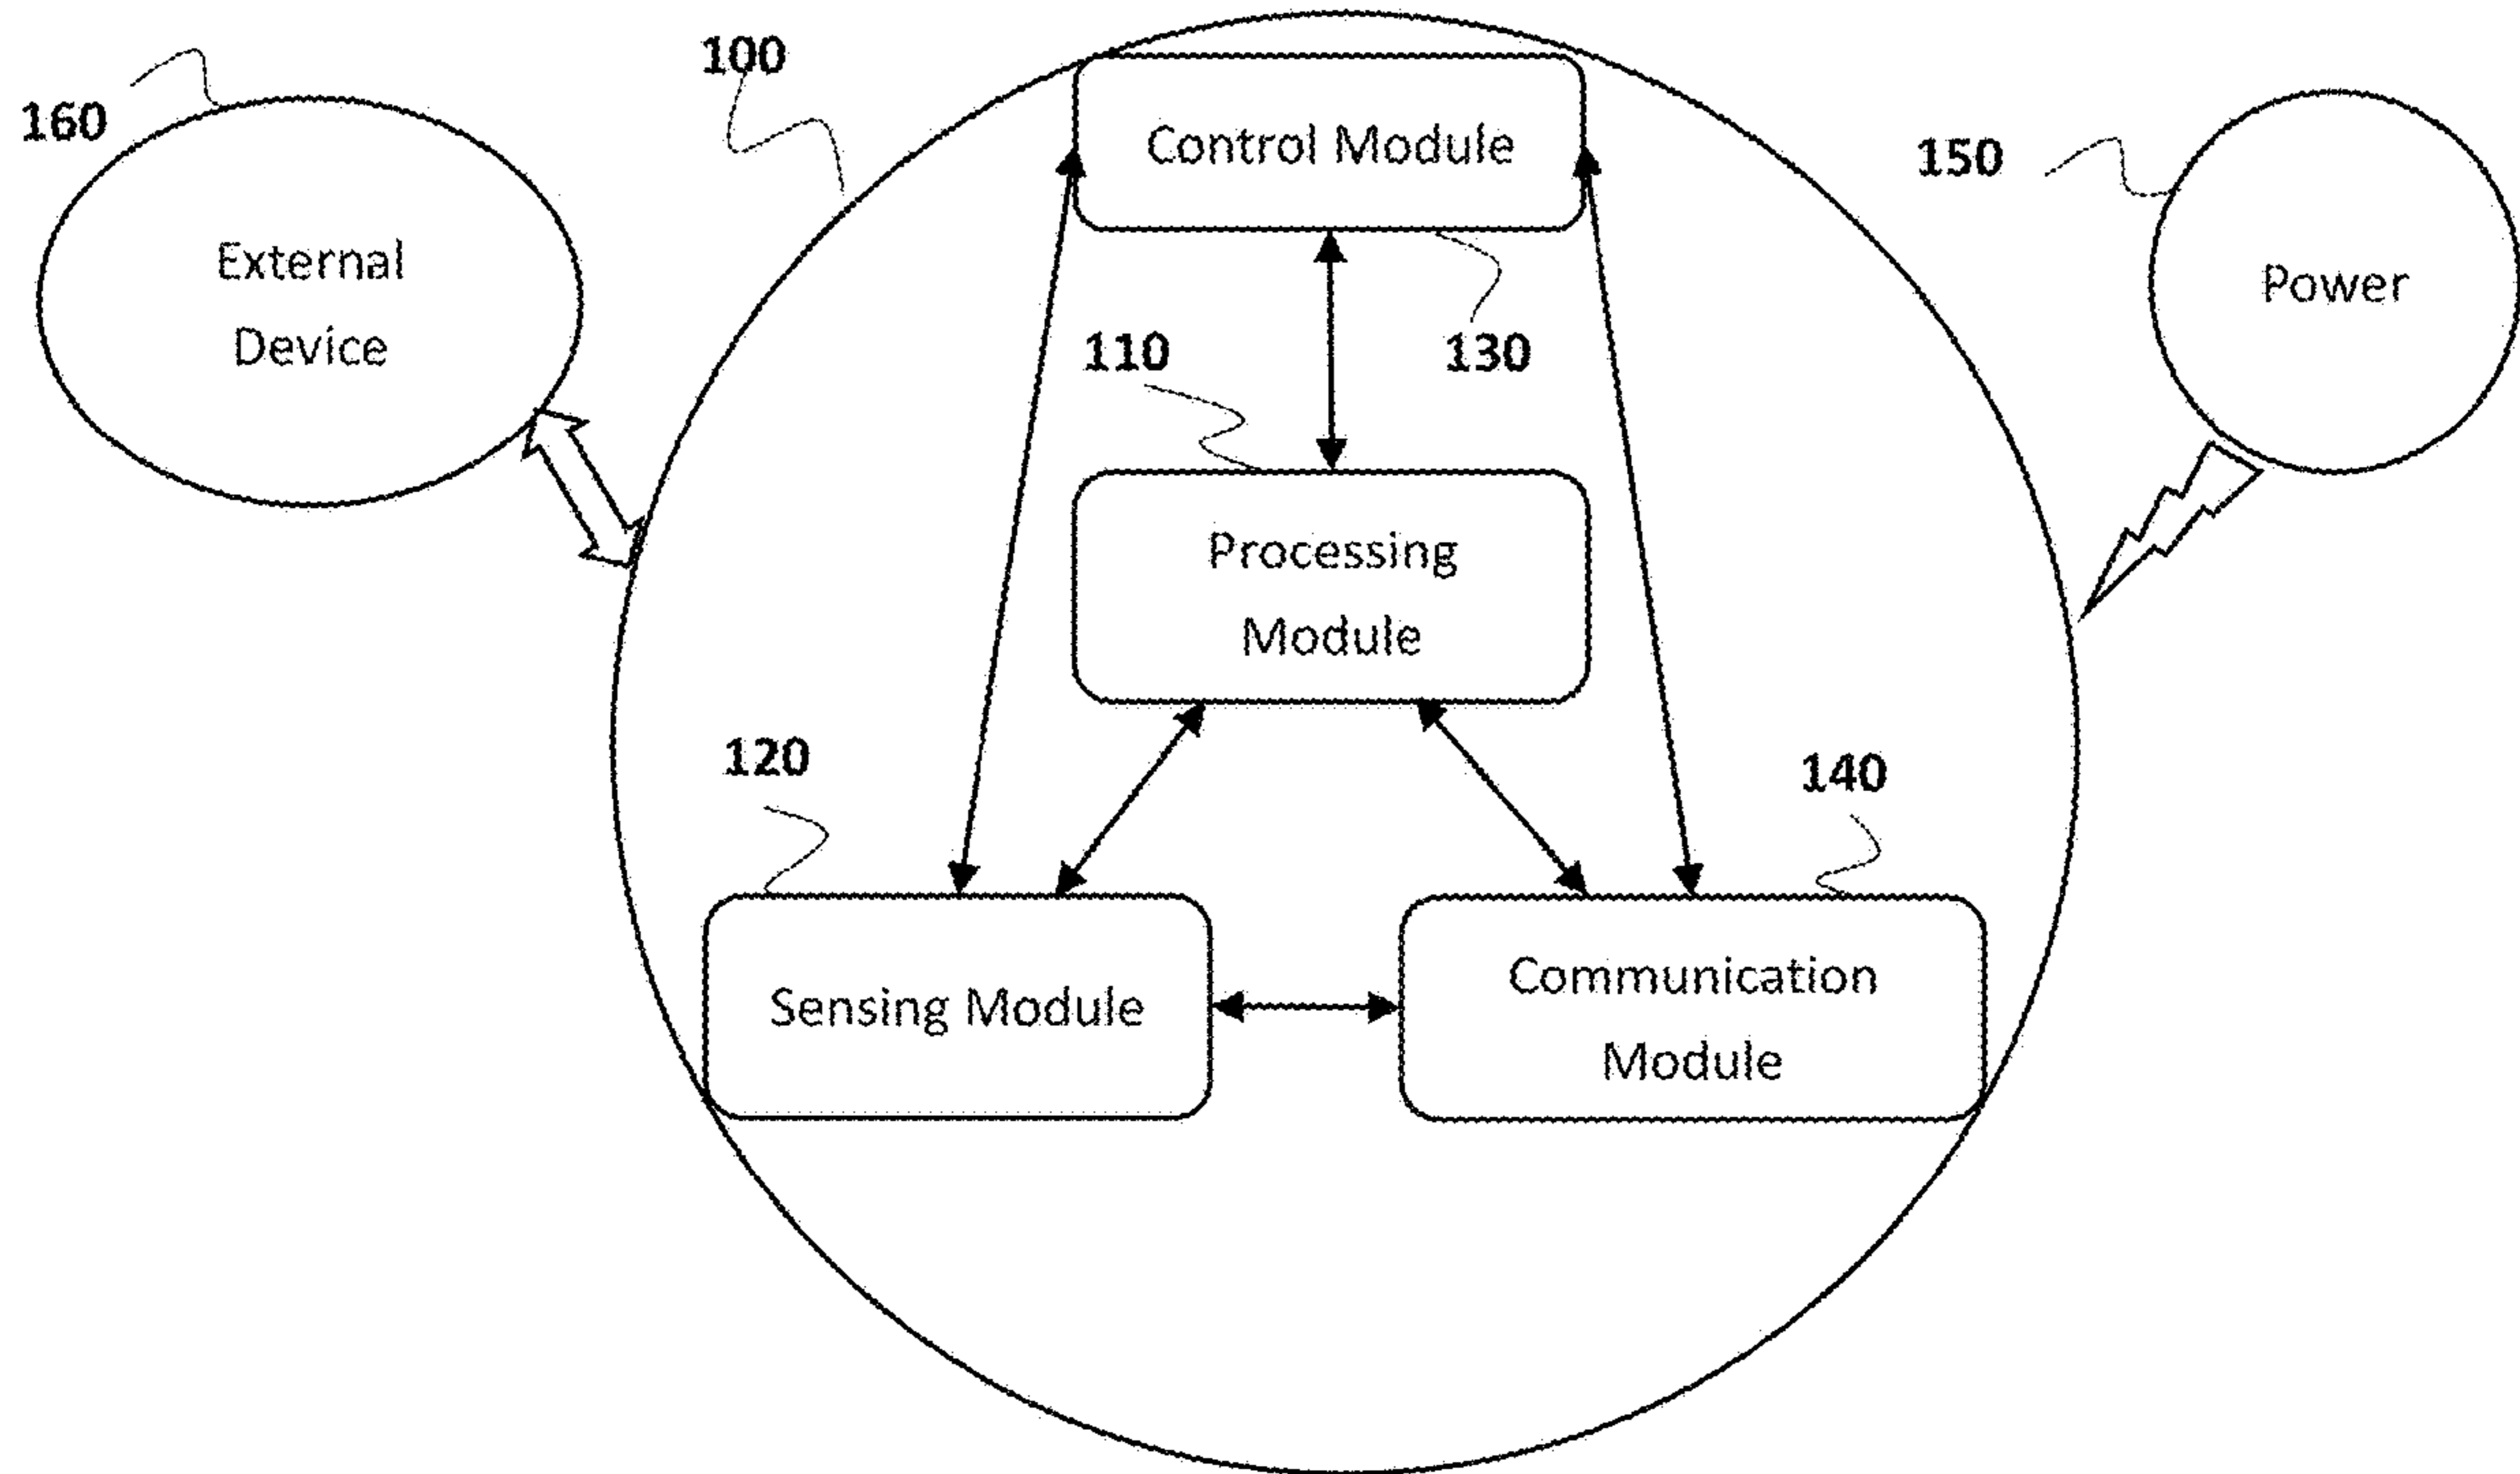 100
160
Control Module
150
External
Device
Power
110
130
Processing
Module
120
140
Sensing Module
Communication
Module